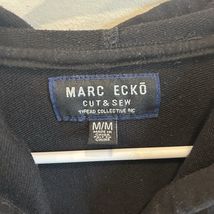 MARC ECKŌ
CUT & SEW
THREAD COLLECTIVE INC
M/M